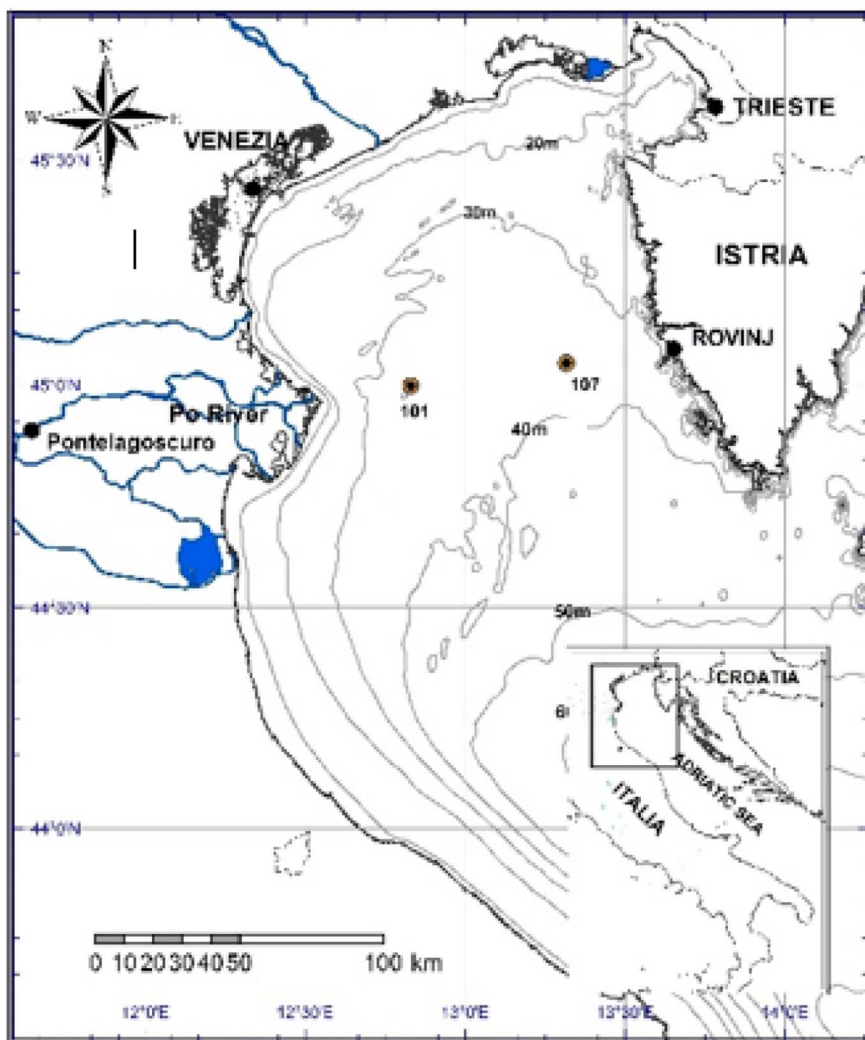 N
W
E
S
TRIESTE
VENEZIA
20m
45°30'N
30m
ISTRIA
ROVINJ
107
45°0'N
101
Po River
40m
Pontelagoscuro
44°30'N
50m
CROATIA
ADRIATIC SEA
ITALIA
44°0'N
0 10 20 30 40 50 100 km
12°0'E 12°30'E 13°0'E 13°30'E 14°0'E